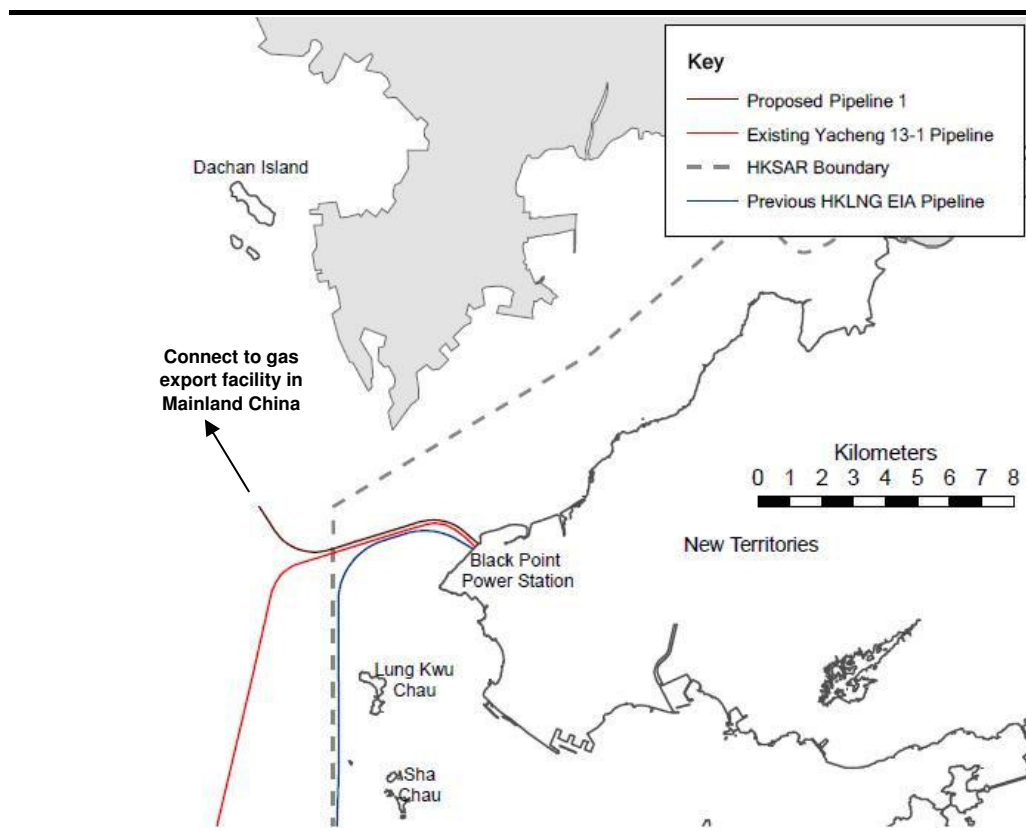 Key
Proposed Pipeline 1
Existing Yacheng 13-1 Pipeline
HKSAR Boundary
Previous HKLNG EIA Pipeline
Dachan Island
Connect to gas
export facility in
Mainland China
Kilometers
0 1 2 3 4 5 6 7 8
New Territories
Black Point
Power Station
Lung Kwu
Chau
Sha
Chau